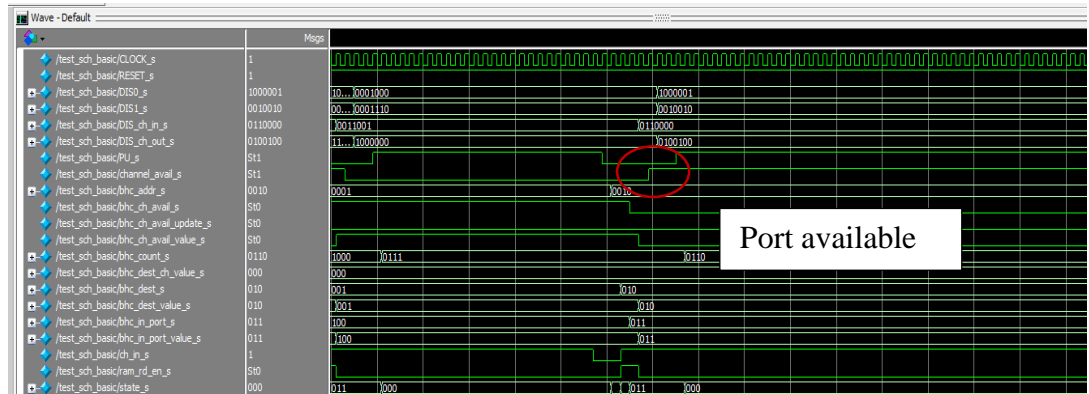 Wave - Default
Msgs
/test_sch_basic/CLOCK_s 1
/test_sch_basic/RESET_s 1
/test_sch_basic/DIS0_s 1000001 10... 0001000 1000001
/test_sch_basic/DIS1_s 0010010 00... 0001110 0010010
/test_sch_basic/DIS_ch_in_s 0110000 0011001 0110000
/test_sch_basic/DIS_ch_out_s 0100100 11... 1000000 0100100
/test_sch_basic/PU_s St1
/test_sch_basic/channel_avail_s St1
/test_sch_basic/bhc_addr_s 0010 0001 0010
/test_sch_basic/bhc_ch_avail_s St0
/test_sch_basic/bhc_ch_avail_update_s St0
/test_sch_basic/bhc_ch_avail_value_s St0
/test_sch_basic/bhc_count_s 0110 1000 0111 0110
/test_sch_basic/bhc_dest_ch_value_s 000 000
/test_sch_basic/bhc_dest_s 010 001 010
/test_sch_basic/bhc_dest_value_s 010 001 010
/test_sch_basic/bhc_in_port_s 011 100 011
/test_sch_basic/bhc_in_port_value_s 011 100 011
/test_sch_basic/ch_in_s 1
/test_sch_basic/ram_rd_en_s St0
/test_sch_basic/state_s 000 011 000 011 000
Port available